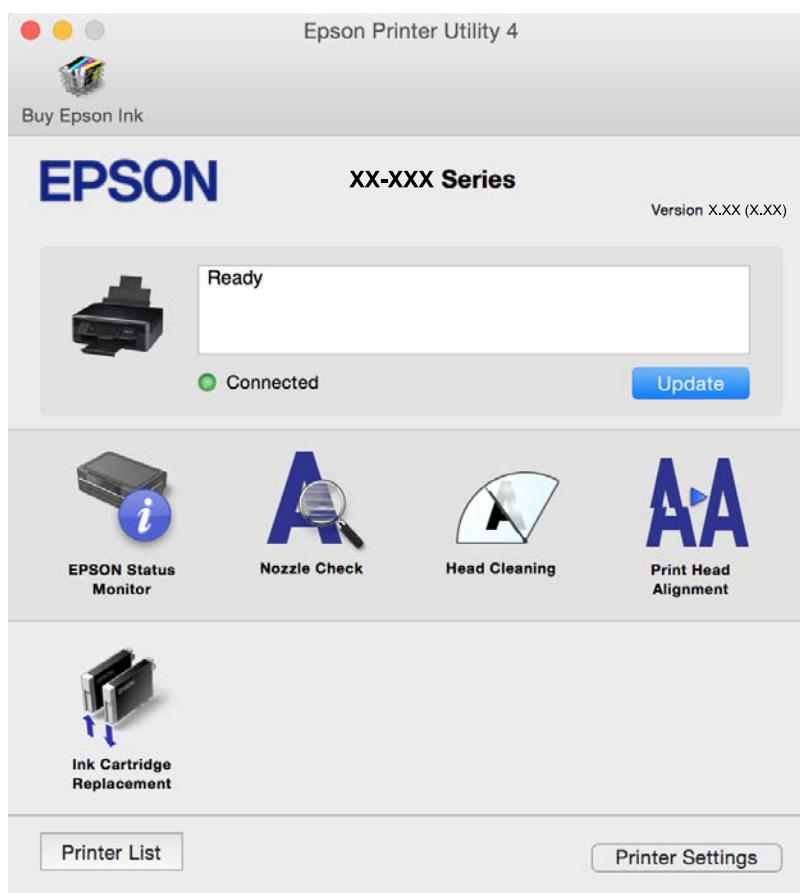 Epson Printer Utility 4
Buy Epson Ink
EPSON
XX-XXX Series
Version X.XX (X.XX)
Ready
Connected
Update
EPSON Status
Monitor
Nozzle Check
Head Cleaning
Print Head
Alignment
Ink Cartridge
Replacement
Printer List
Printer Settings